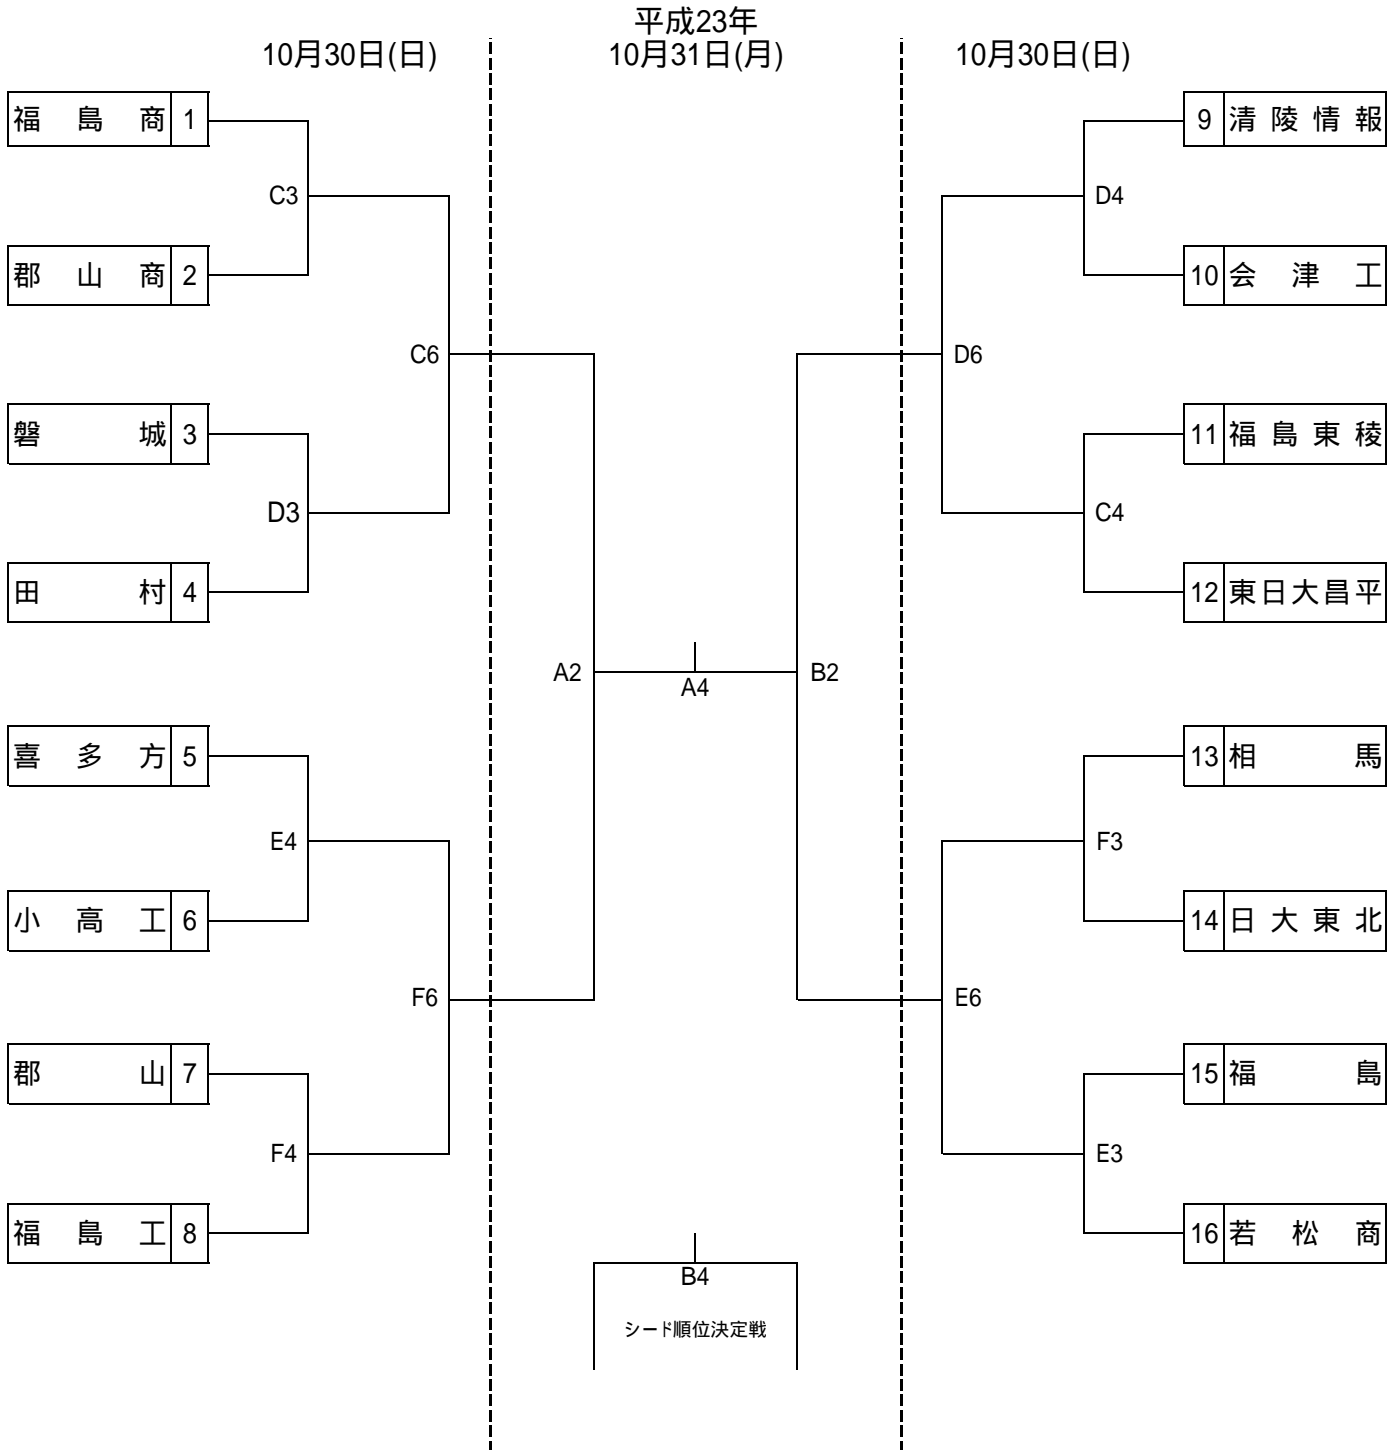 平成23年
10月30日(日)
10月31日(月)
10月30日(日)
福島商 1
9 清陵情報
C3
D4
郡山商 2
10 会津工
C6
D6
磐城 3
11 福島東稜
D3
C4
田村 4
12 東日大昌平
A2
A4
B2
喜多方 5
13 相馬
E4
F3
小高工 6
14 日大東北
F6
E6
郡山 7
15 福島
F4
E3
福島工 8
16 若松商
B4
シード順位決定戦